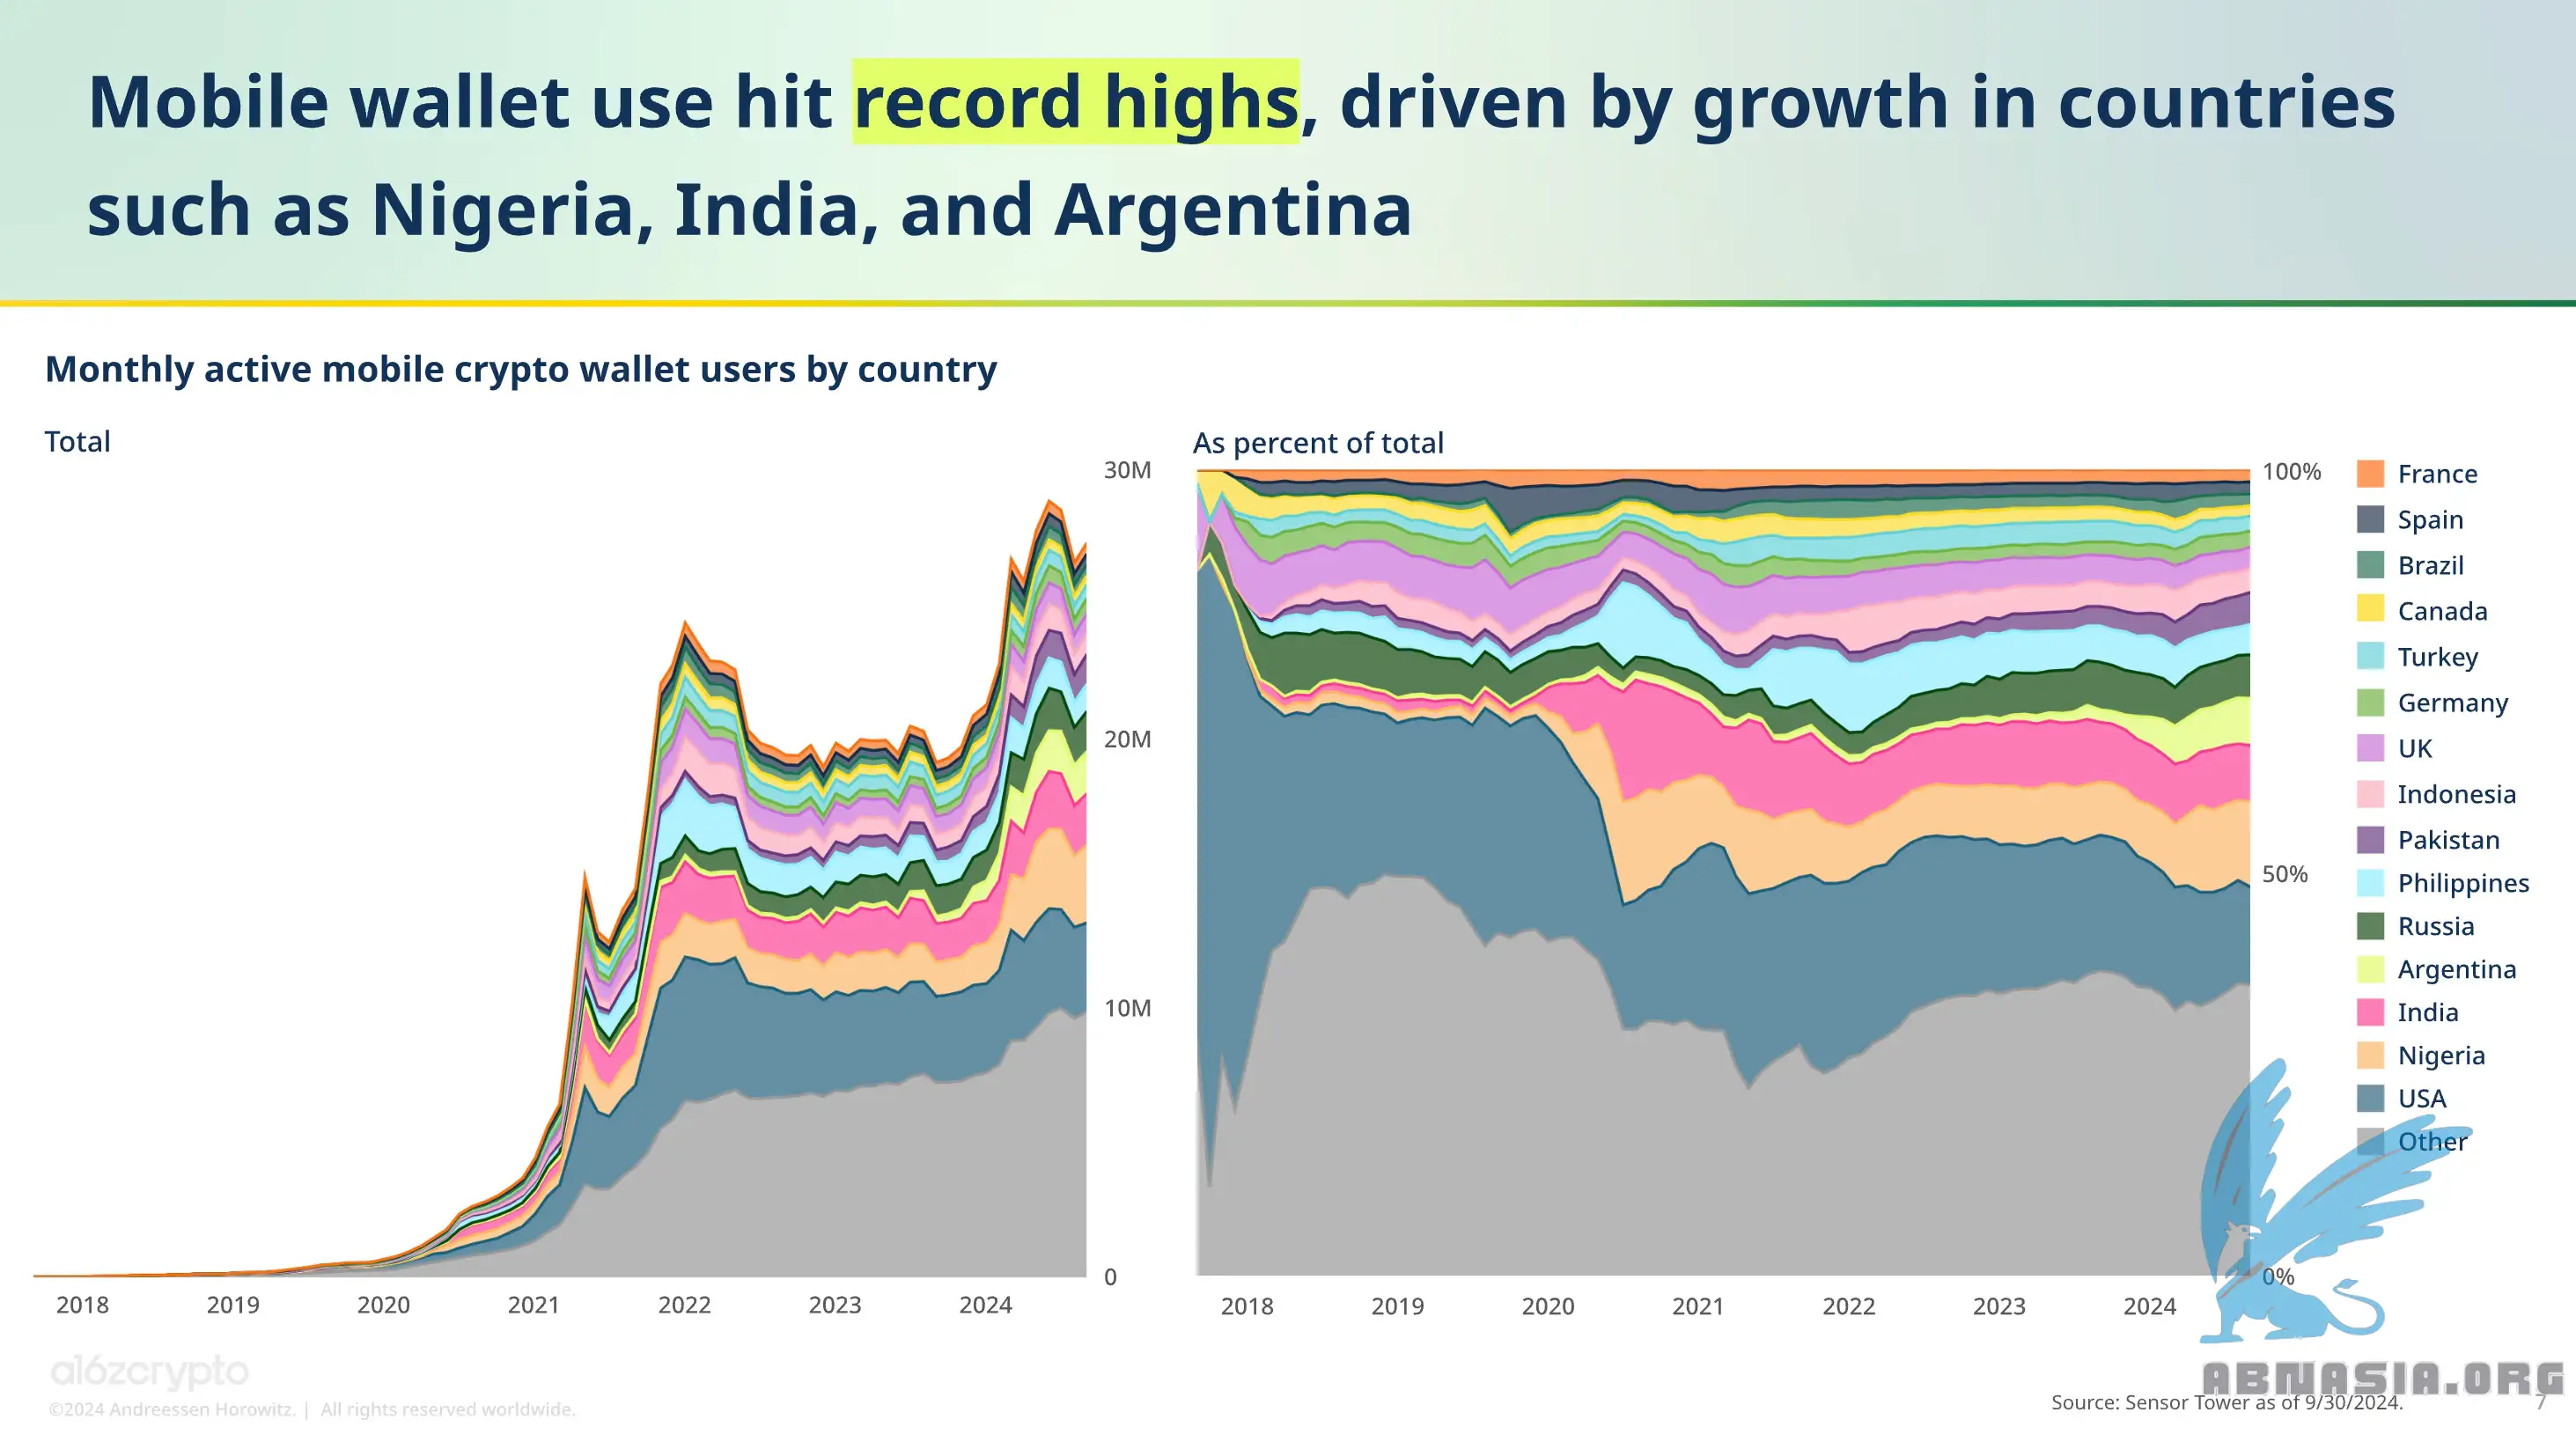 Mobile wallet use hit record highs, driven by growth in countries
such as Nigeria, India, and Argentina
Monthly active mobile crypto wallet users by country
Total
30M
20M
10M
0
2018 2019 2020 2021 2022 2023 2024
As percent of total
100%
50%
0%
2018 2019 2020 2021 2022 2023 2024
France
Spain
Brazil
Canada
Turkey
Germany
UK
Indonesia
Pakistan
Philippines
Russia
Argentina
India
Nigeria
USA
Other
a16zcrypto
©2024 Andreessen Horowitz. | All rights reserved worldwide.
ABNASIA.ORG
Source: Sensor Tower as of 9/30/2024.
7